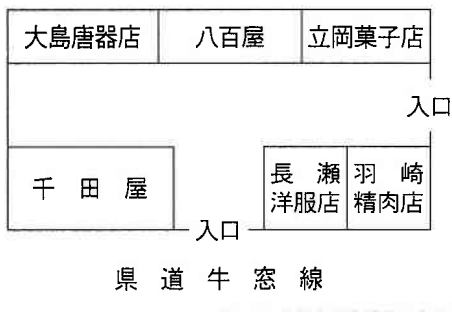 大島唐器店 八百屋 立岡菓子店
入口
千田屋
長瀬
洋服店
羽崎
精肉店
入口
県道牛窓線